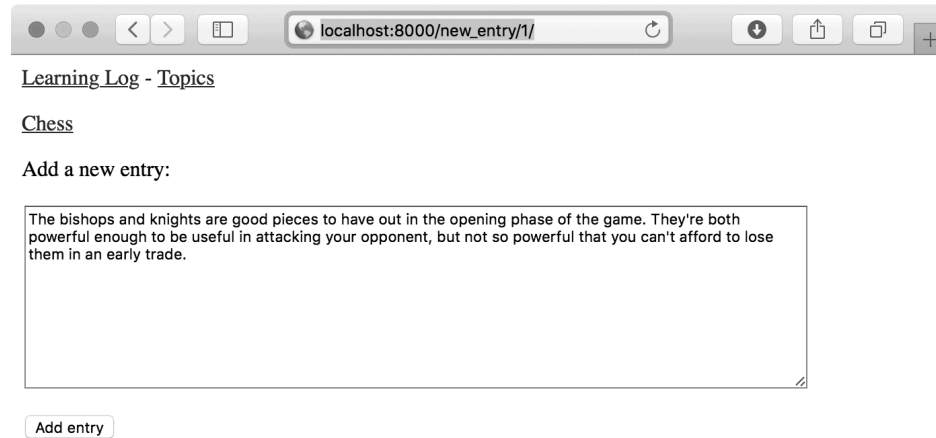 localhost:8000/new_entry/1/
Learning Log - Topics
Chess
Add a new entry:
The bishops and knights are good pieces to have out in the opening phase of the game. They're both
powerful enough to be useful in attacking your opponent, but not so powerful that you can't afford to lose
them in an early trade.
Add entry